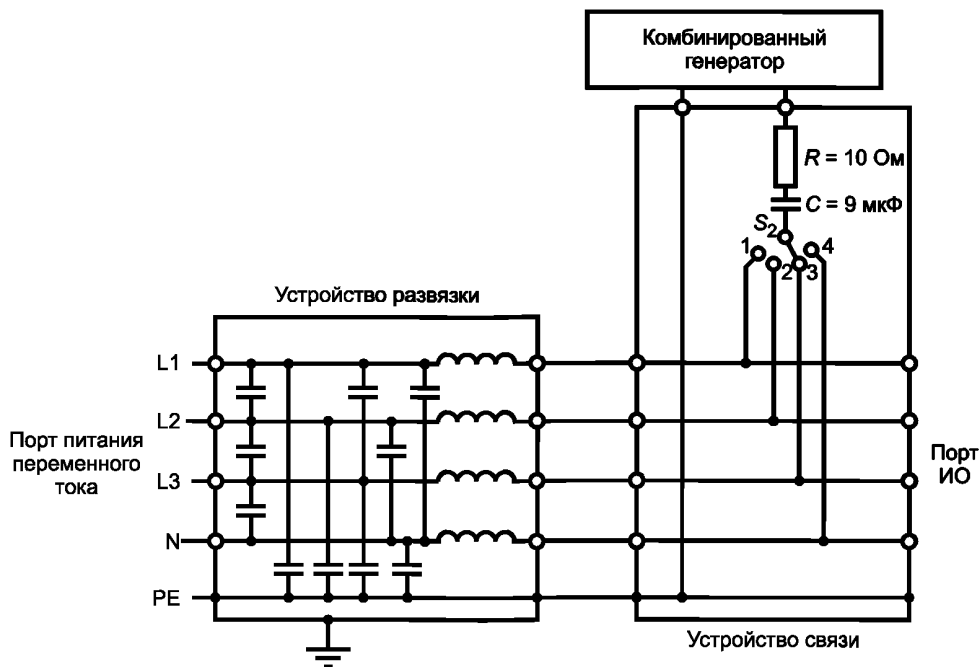 Комбинированный
генератор
R = 10 Ом
C = 9 мкФ
S2
1
2
3
4
Устройство развязки
L1
L2
L3
N
PE
Порт питания
переменного
тока
Порт
ИО
Устройство связи